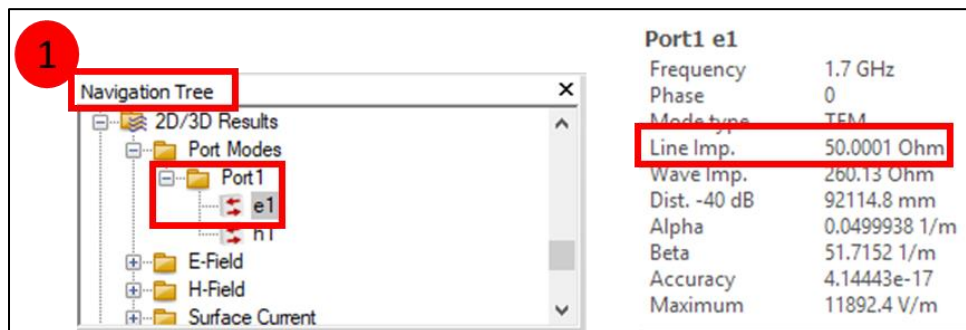 1
Navigation Tree
2D/3D Results
Port Modes
Port1
e1
h1
E-Field
H-Field
Surface Current
Port1 e1
Frequency 1.7 GHz
Phase 0
Mode type TEM
Line Imp. 50.0001 Ohm
Wave Imp. 260.13 Ohm
Dist. -40 dB 92114.8 mm
Alpha 0.0499938 1/m
Beta 51.7152 1/m
Accuracy 4.14443e-17
Maximum 11892.4 V/m